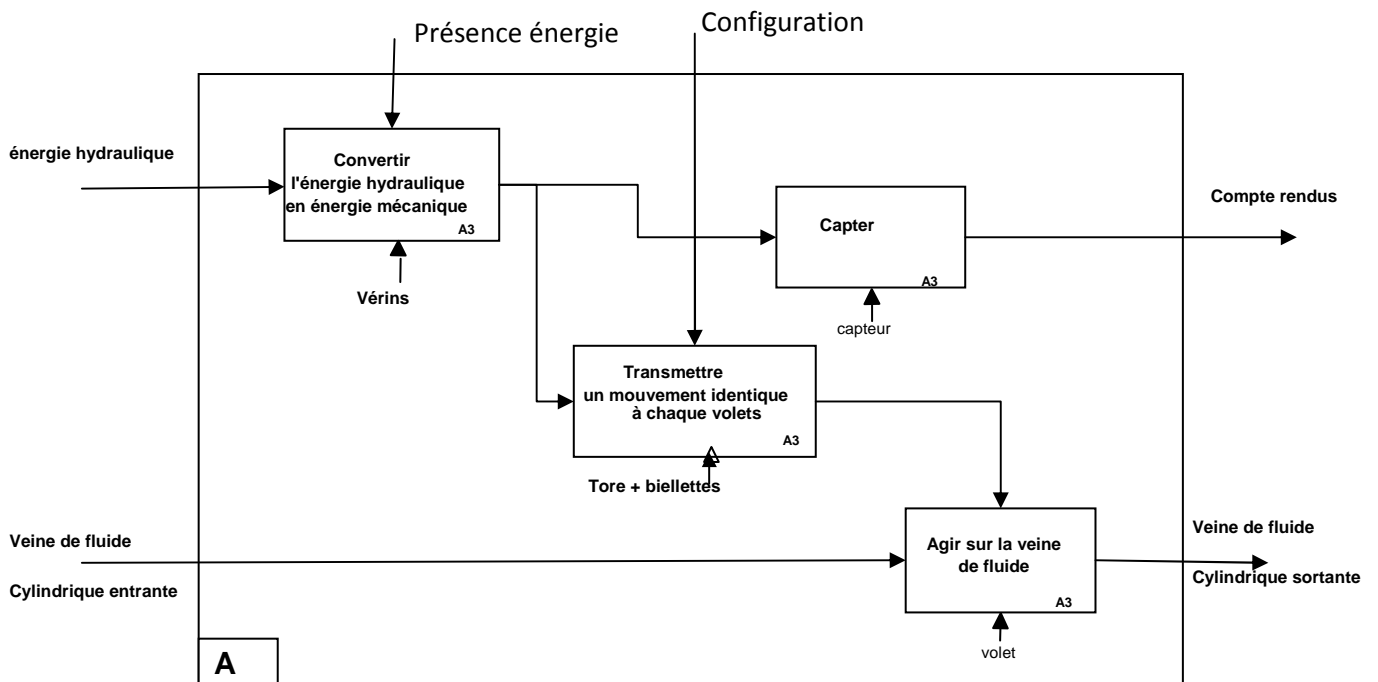 Présence énergie
Configuration
énergie hydraulique
Convertir
l'énergie hydraulique
en énergie mécanique
A3
Vérins
Capter
A3
capteur
Compte rendus
Transmettre
un mouvement identique
à chaque volets
A3
Tore + biellettes
Veine de fluide
Cylindrique entrante
Agir sur la veine
de fluide
A3
volet
Veine de fluide
Cylindrique sortante
A